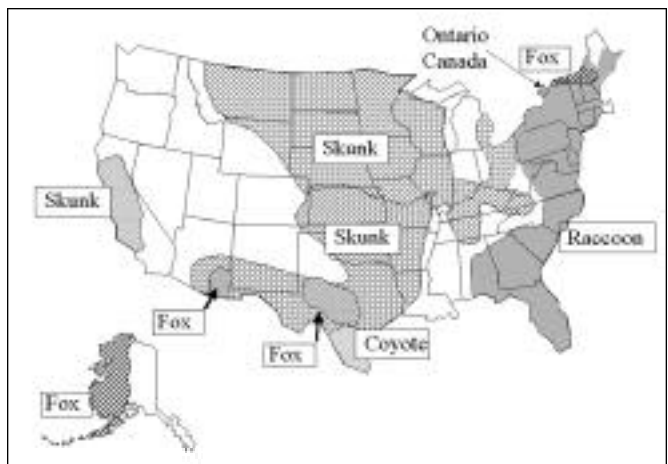 Ontario
Canada
Fox
Skunk
Skunk
Skunk
Raccoon
Fox
Fox
Coyote
Fox